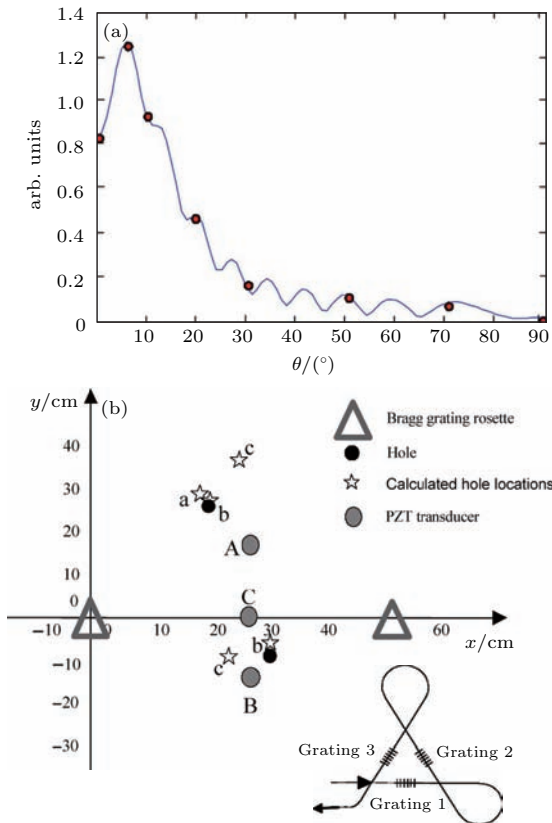 (a)
1.4
1.2
1.0
0.8
0.6
0.4
0.2
0
arb. units
10 20 30 40 50 60 70 80 90
θ/(°)
y/cm (b)
40
30
20
10
0
−10
−20
−30
−10 0 10 20 30 40 60
x/cm
c
a
b
A
C
b
c
B
Bragg grating rosette
Hole
Calculated hole locations
PZT transducer
Grating 3 Grating 2
Grating 1